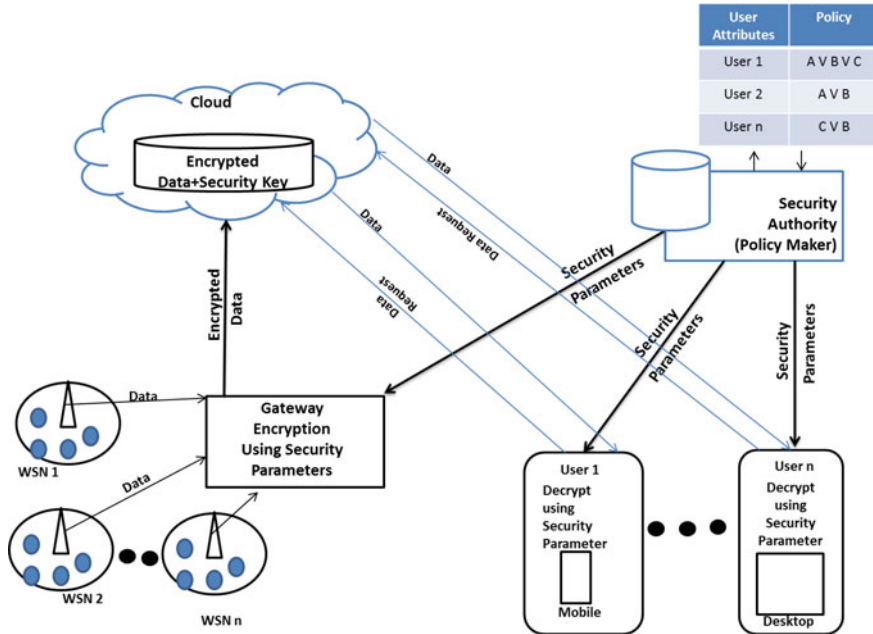 User Attributes
Policy
User 1
A V B V C
User 2
A V B
User n
C V B
Cloud
Encrypted
Data+Security Key
Data
Data Request
Data
Data
Request
Security
Authority
(Policy Maker)
Security
Parameters
Security
Parameters
Security
Parameters
Encrypted
Data
Data
Data
Gateway
Encryption
Using Security
Parameters
WSN 1
WSN 2
WSN n
User 1
Decrypt
using
Security
Parameter
Mobile
User n
Decrypt
using
Security
Parameter
Desktop